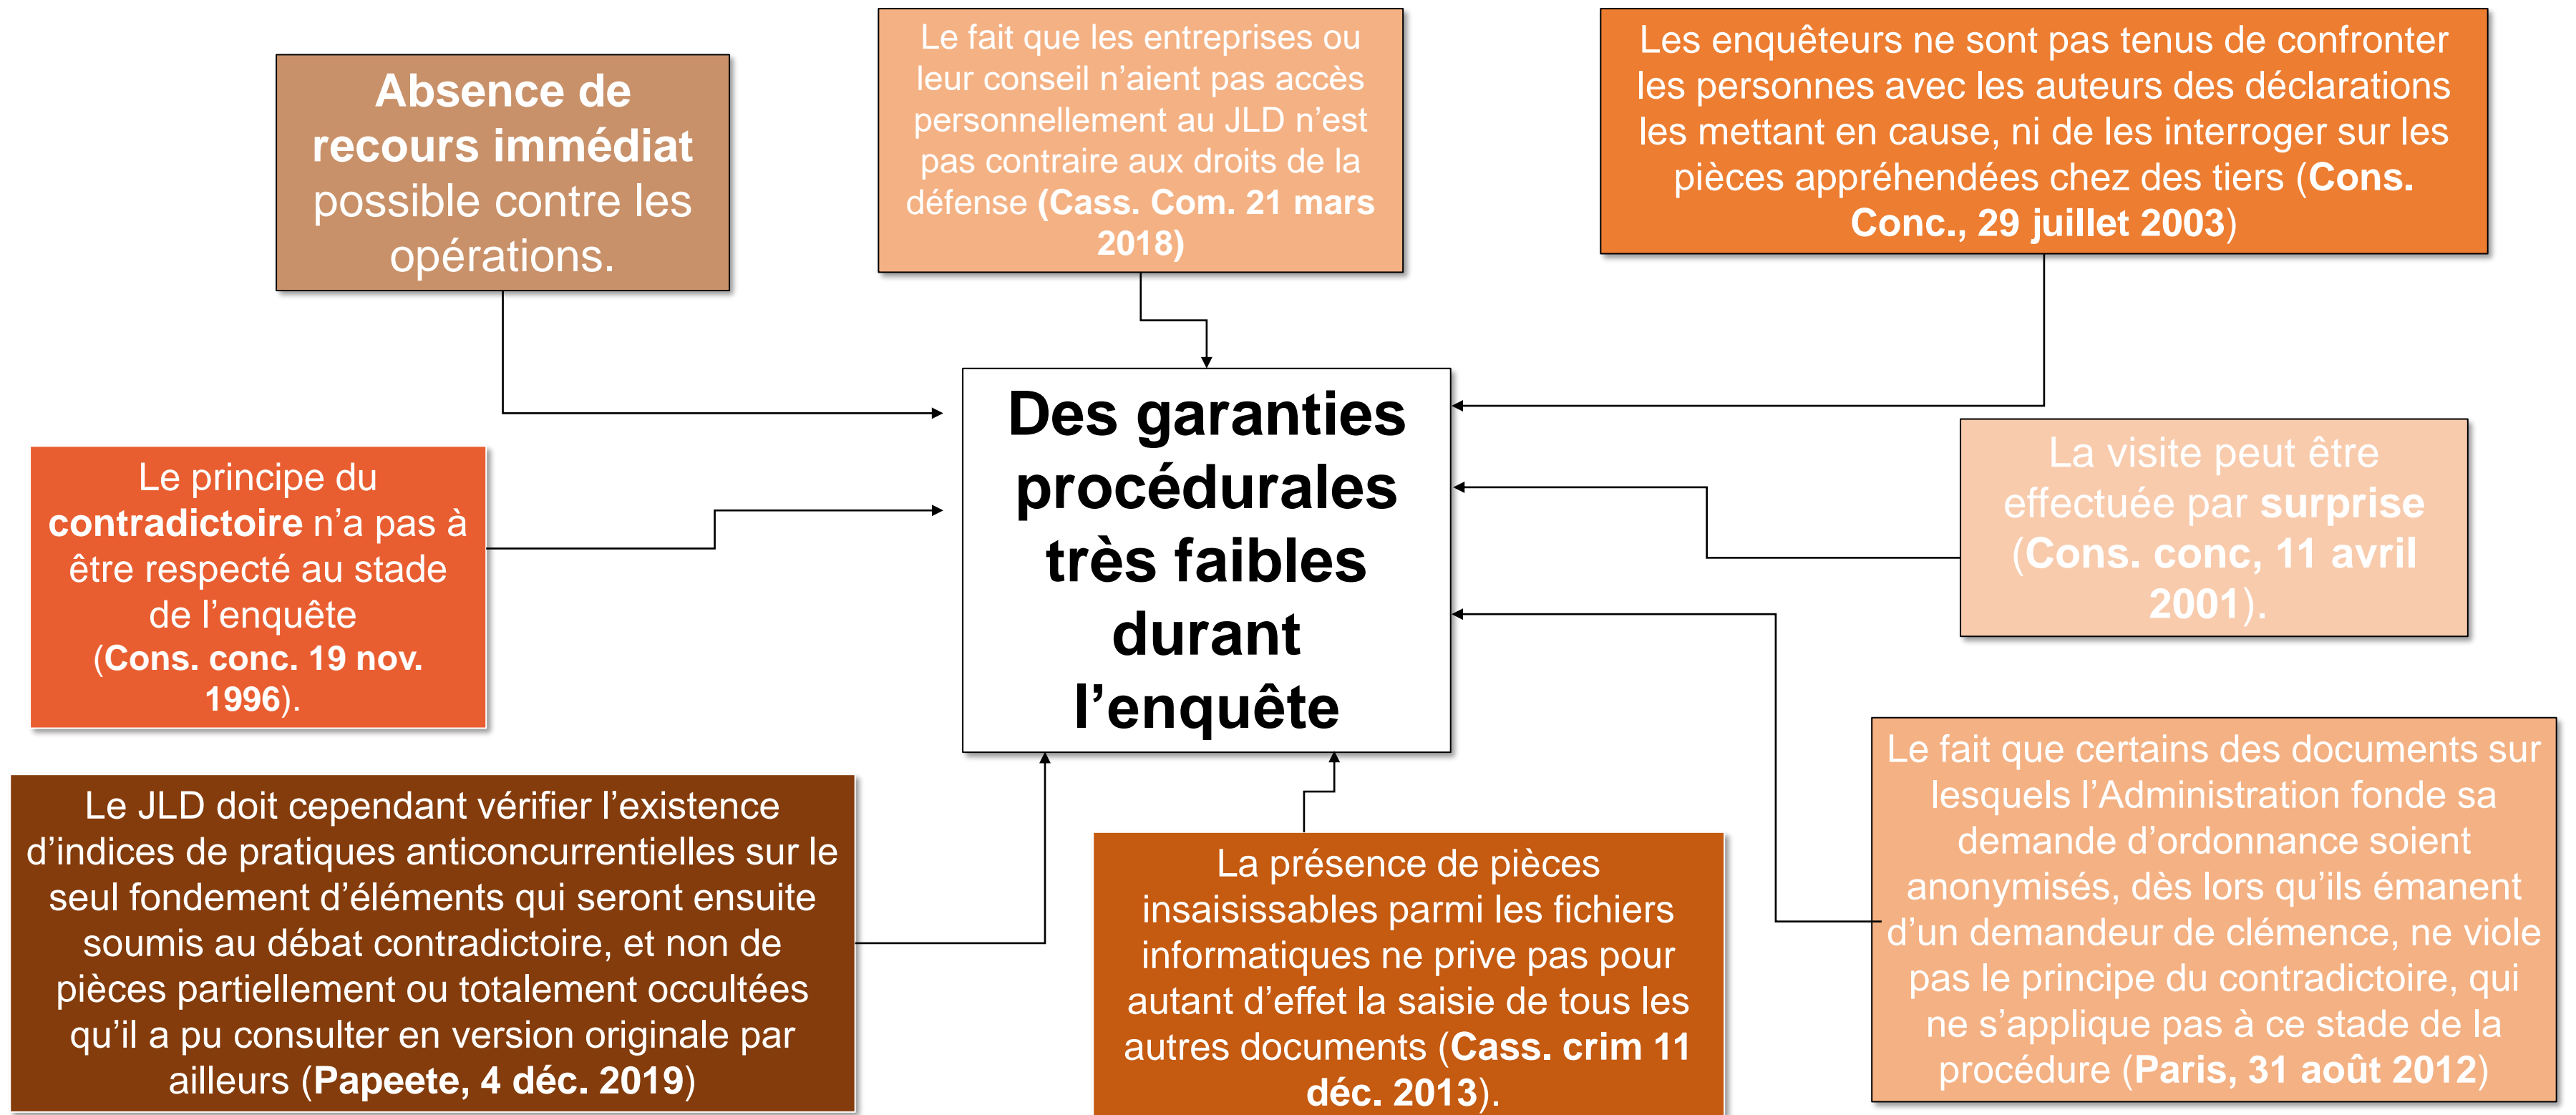 Absence de
recours immédiat
possible contre les
opérations.
Le fait que les entreprises ou
leur conseil n’aient pas accès
personnellement au JLD n’est
pas contraire aux droits de la
défense (Cass. Com. 21 mars
2018)
Les enquêteurs ne sont pas tenus de confronter
les personnes avec les auteurs des déclarations
les mettant en cause, ni de les interroger sur les
pièces appréhendées chez des tiers (Cons.
Conc., 29 juillet 2003)
Le principe du
contradictoire n’a pas à
être respecté au stade
de l’enquête
(Cons. conc. 19 nov.
1996).
Des garanties
procédurales
très faibles
durant
l’enquête
La visite peut être
effectuée par surprise
(Cons. conc, 11 avril
2001).
Le JLD doit cependant vérifier l’existence
d’indices de pratiques anticoncurrentielles sur le
seul fondement d’éléments qui seront ensuite
soumis au débat contradictoire, et non de
pièces partiellement ou totalement occultées
qu’il a pu consulter en version originale par
ailleurs (Papeete, 4 déc. 2019)
La présence de pièces
insaisissables parmi les fichiers
informatiques ne prive pas pour
autant d’effet la saisie de tous les
autres documents (Cass. crim 11
déc. 2013).
Le fait que certains des documents sur
lesquels l’Administration fonde sa
demande d’ordonnance soient
anonymisés, dès lors qu’ils émanent
d’un demandeur de clémence, ne viole
pas le principe du contradictoire, qui
ne s’applique pas à ce stade de la
procédure (Paris, 31 août 2012)